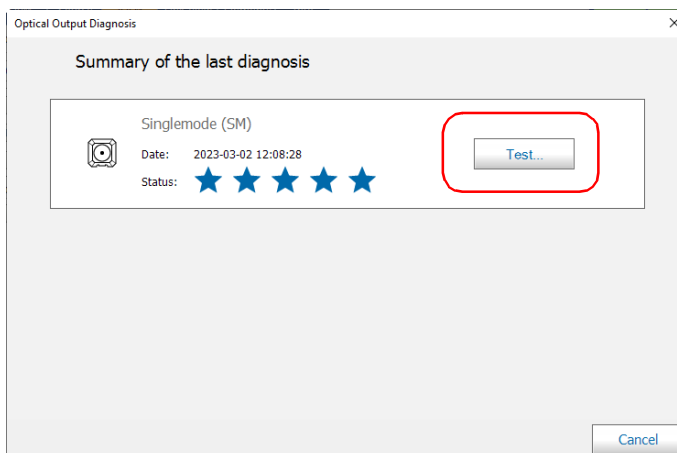 Optical Output Diagnosis
Summary of the last diagnosis
Singlemode (SM)
Date: 2023-03-02 12:08:28
Test...
Status:
Cancel